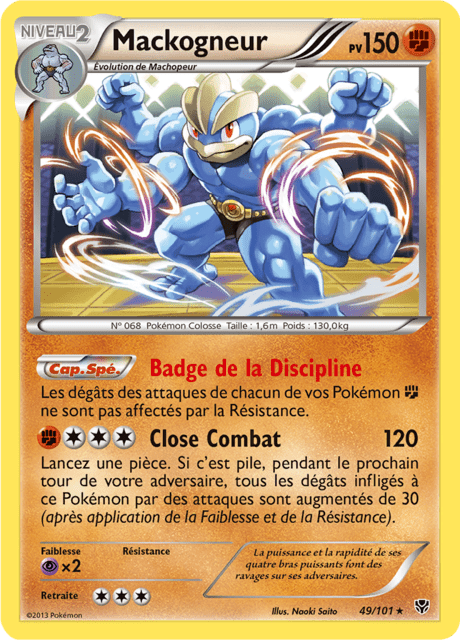 NIVEAU2
Mackogneur
PV150
Évolution de Machopeur
N° 068 Pokémon Colosse Taille : 1,6m Poids : 130,0kg
Cap.Spé. Badge de la Discipline
Les dégâts des attaques de chacun de vos Pokémon
ne sont pas affectés par la Résistance.
Close Combat 120
Lancez une pièce. Si c'est pile, pendant le prochain
tour de votre adversaire, tous les dégâts infligés à
ce Pokémon par des attaques sont augmentés de 30
(après application de la Faiblesse et de la Résistance).
Faiblesse Résistance
×2
Retraite
La puissance et la rapidité de ses
quatre bras puissants font des
ravages sur ses adversaires.
©2013 Pokémon
Illus. Naoki Saito
49/101 ★